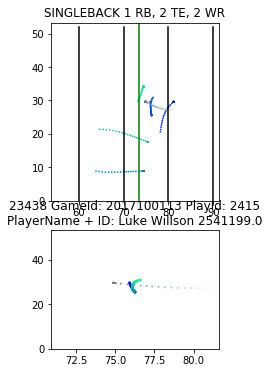 SINGLEBACK 1 RB, 2 TE, 2 WR
50
40
30
20
10
0
60 70 80 90
23438 GameId: 2017100113 PlayId: 2415
PlayerName + ID: Luke Willson 2541199.0
40
20
0
72.5 75.0 77.5 80.0